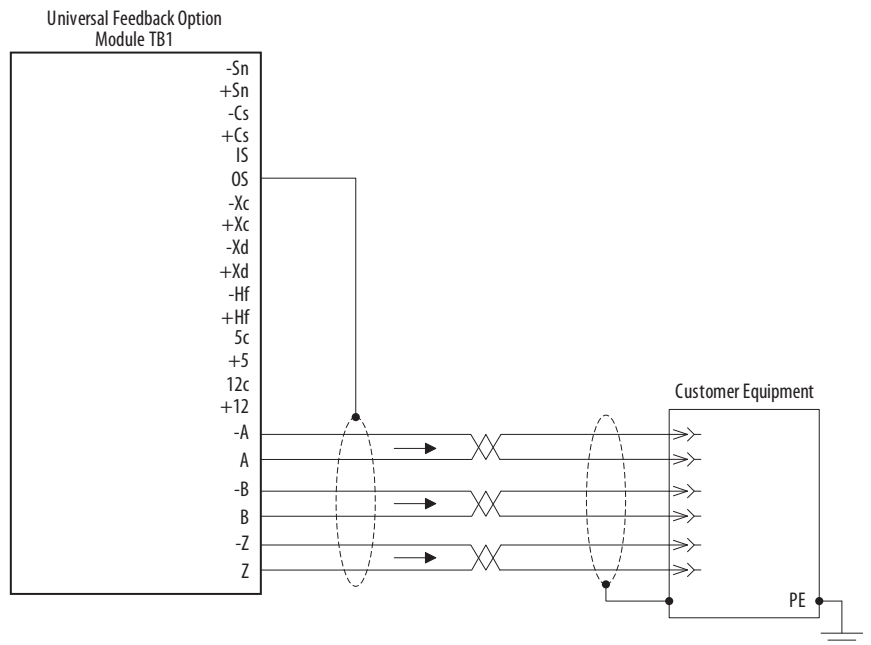 Universal Feedback Option
Module TB1
-Sn
+Sn
-Cs
+Cs
IS
OS
-Xc
+Xc
-Xd
+Xd
-Hf
+Hf
5c
+5
12c
+12
-A
A
-B
B
-Z
Z
Customer Equipment
PE